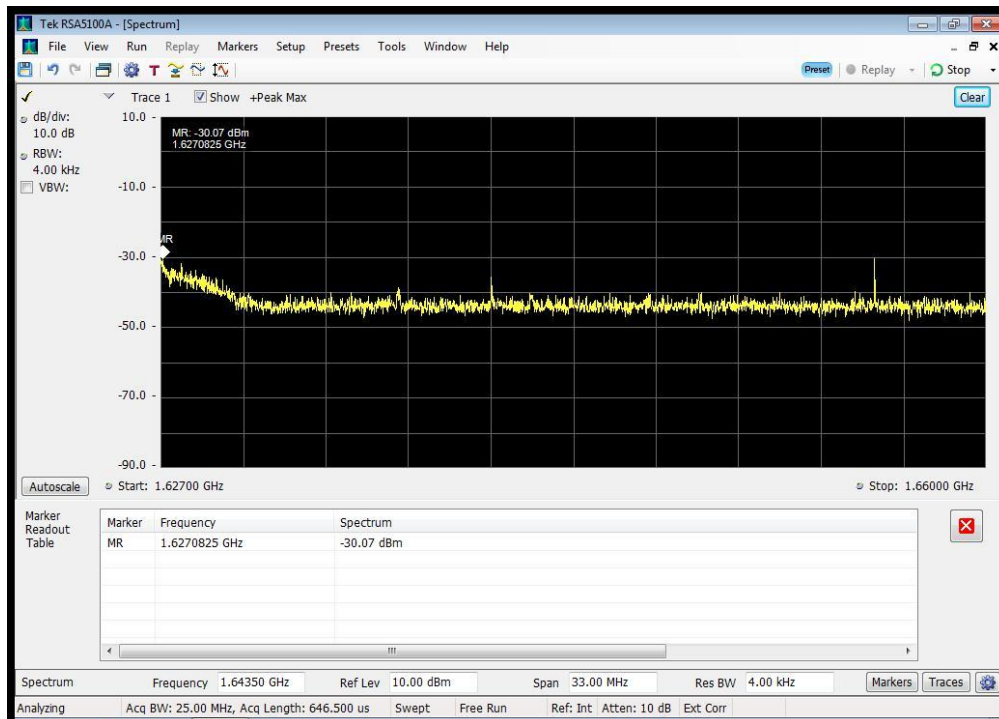 Tek RSA5100A - [Spectrum]
File View Run Replay Markers Setup Presets Tools Window Help
Preset Replay Stop
Trace 1 Show +Peak Max Clear
dB/div:
10.0 dB
RBW:
4.00 kHz
VBW:
10.0 -
-10.0 -
-30.0 -
-50.0 -
-70.0 -
-90.0 -
MR: -30.07 dBm
1.6270825 GHz
MR
Autoscale Start: 1.62700 GHz Stop: 1.66000 GHz
Marker
Readout
Table
Marker Frequency Spectrum
MR 1.6270825 GHz -30.07 dBm
Spectrum Frequency 1.64350 GHz Ref Lev 10.00 dBm Span 33.00 MHz Res BW 4.00 kHz Markers Traces
Analyzing Acq BW: 25.00 MHz, Acq Length: 646.500 us Swept Free Run Ref: Int Atten: 10 dB Ext Corr